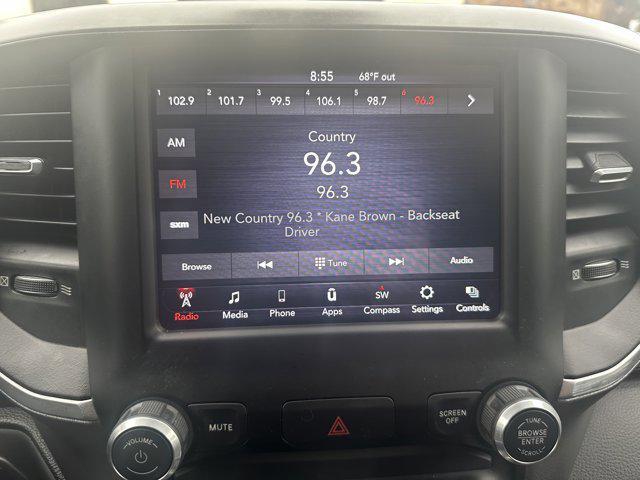 8:55 68°F out
1 102.9 2 101.7 3 99.5 4 106.1 5 98.7 6 96.3
AM
FM
sxm
Country
96.3
96.3
New Country 96.3 * Kane Brown - Backseat
Driver
Browse Tune Audio
Radio Media Phone Apps SW Compass Settings Controls
VOLUME
MUTE
SCREEN
OFF
TUNE
BROWSE
ENTER
SCROLL